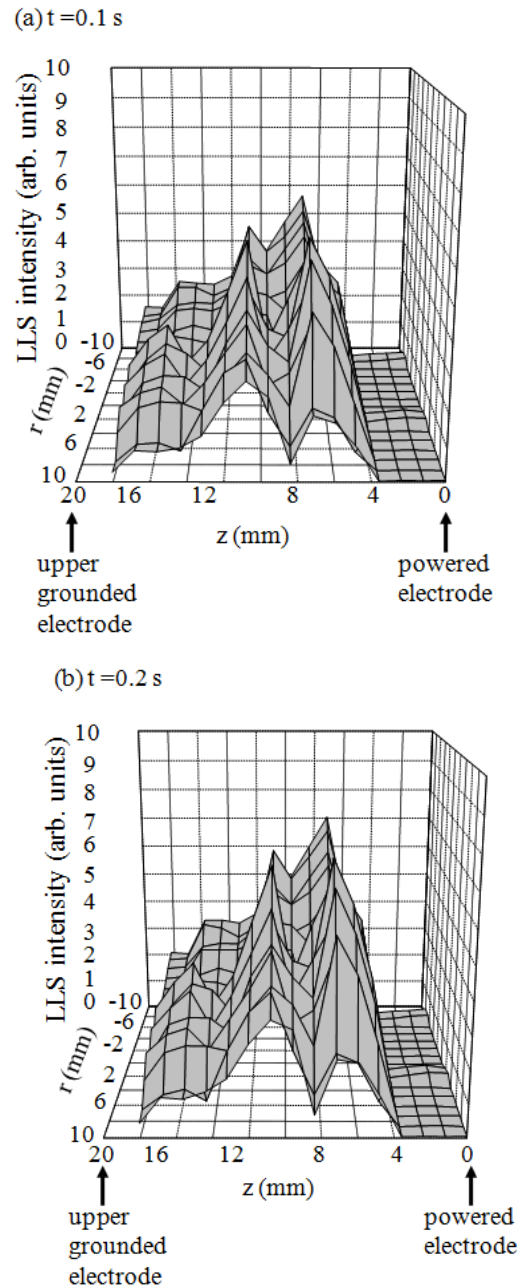 (a) t =0.1 s
10
9
8
7
6
5
4
3
2
1
0
LLS intensity (arb. units)
-10
-6
-2
2
6
10
r (mm)
20 16 12 8 4 0
z (mm)
upper
grounded
electrode
powered
electrode
(b) t =0.2 s
10
9
8
7
6
5
4
3
2
1
0
LLS intensity (arb. units)
-10
-6
-2
2
6
10
r (mm)
20 16 12 8 4 0
z (mm)
upper
grounded
electrode
powered
electrode